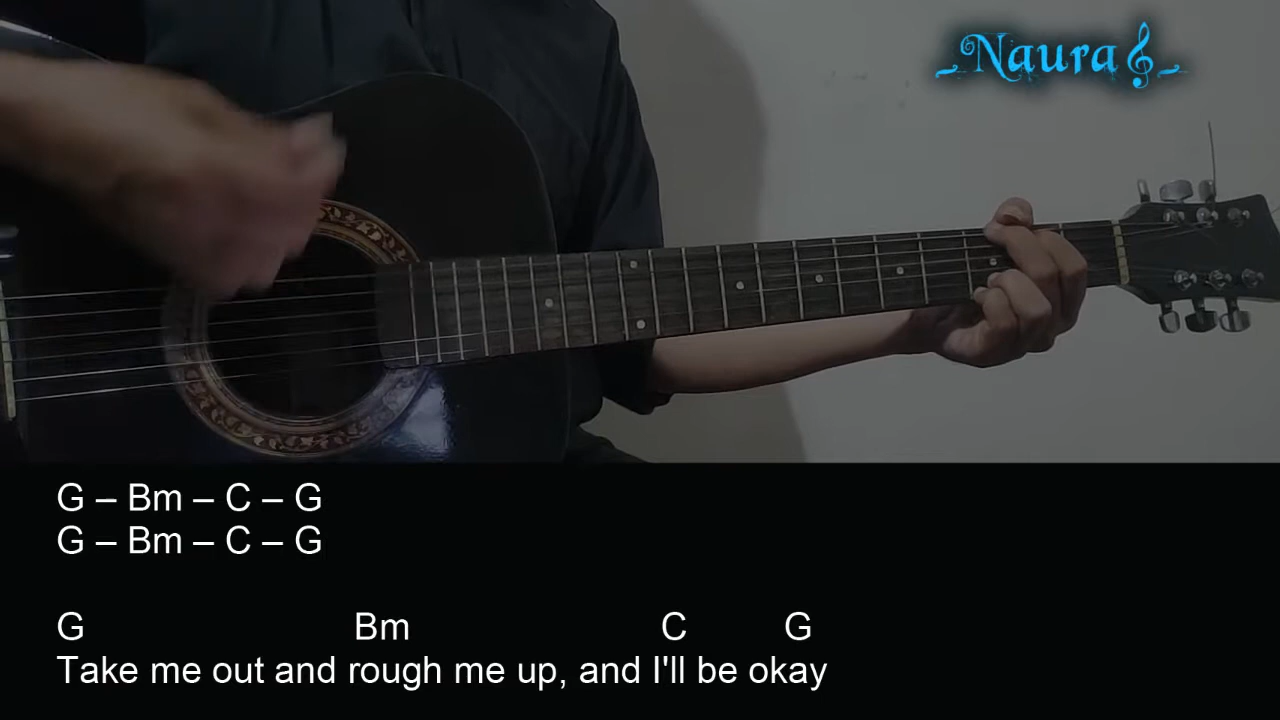 Naura
G – Bm – C – G
G – Bm – C – G
G Bm C G
Take me out and rough me up, and I'll be okay